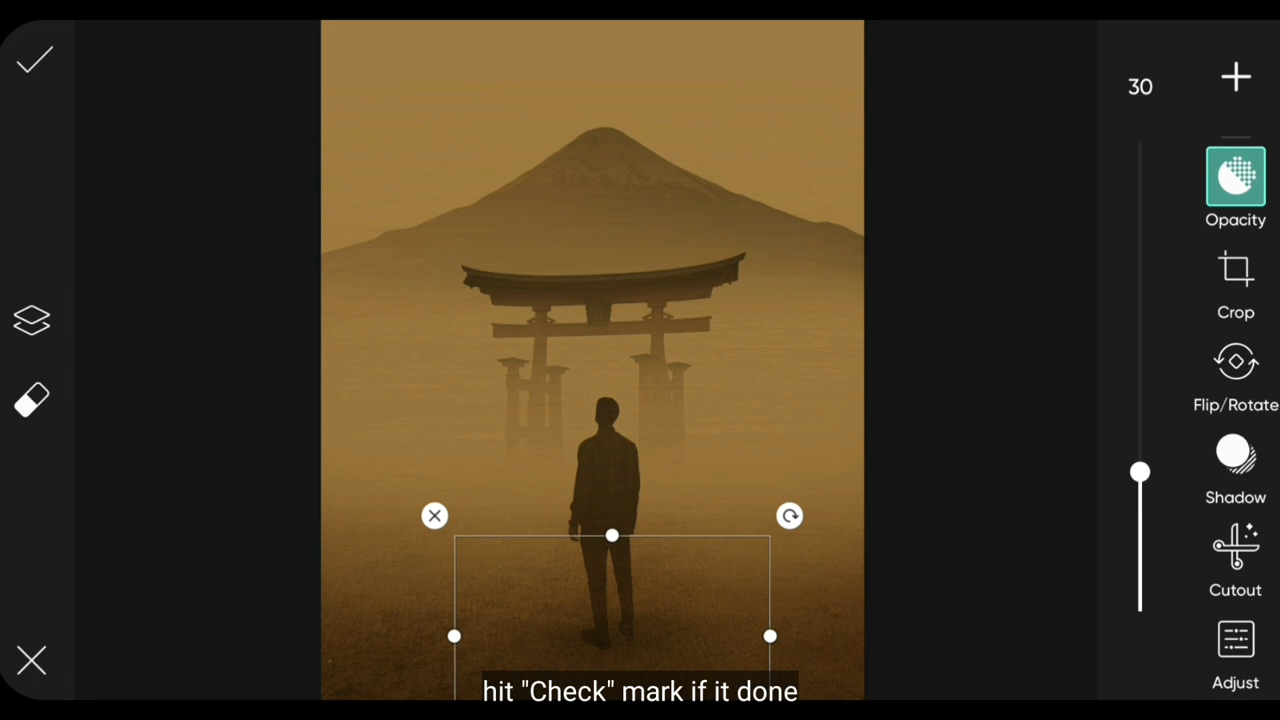 30
Opacity
Crop
Flip/Rotate
Shadow
Cutout
Adjust
hit "Check" mark if it done